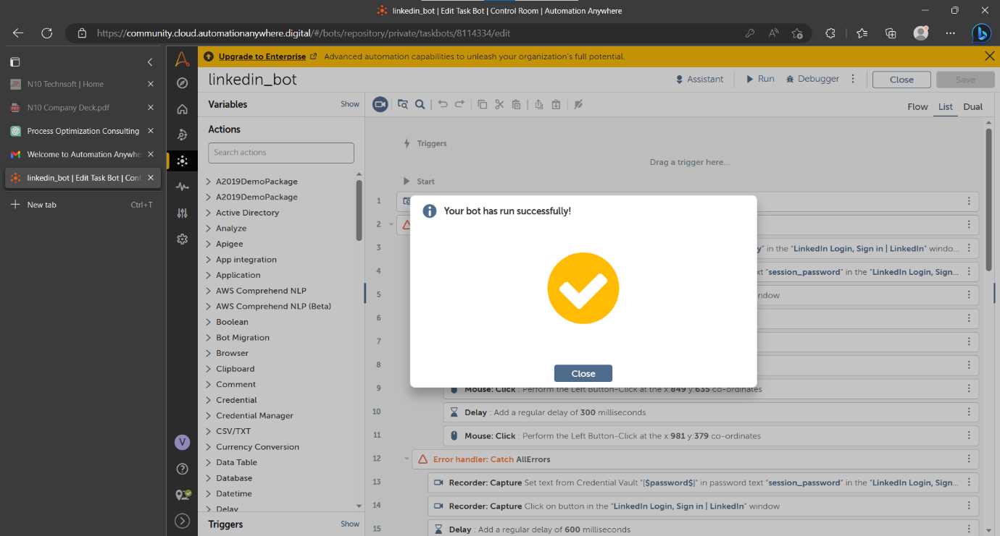 linkedin_bot | Edit Task Bot | Control Room | Automation Anywhere
https://community.cloud.automationanywhere.digital/#/bots/repository/private/taskbots/8114334/edit
N10 Technsoft | Home
N10 Company Deck.pdf
Process Optimization Consulting
Welcome to Automation Anywhe
linkedin_bot | Edit Task Bot | Cont
New tab Ctrl+T
Upgrade to Enterprise Advanced automation capabilities to unleash your organization's full potential.
linkedin_bot
Assistant Run Debugger Close Save
Variables Show
Flow List Dual
Actions
Search actions
A2019DemoPackage
A2019DemoPackage
Active Directory
Analyze
Apigee
App integration
Application
AWS Comprehend NLP
AWS Comprehend NLP (Beta)
Boolean
Bot Migration
Browser
Clipboard
Comment
Credential
Credential Manager
CSV/TXT
Currency Conversion
Data Table
Database
Datetime
Delay
Triggers Show
V
Triggers
Drag a trigger here...
Start
1
2
3 y" in the "LinkedIn Login, Sign in | LinkedIn" windo...
4 xt "session_password" in the "LinkedIn Login, Sign...
5 ndow
6
7
8
9 Mouse: Click : Perform the Left Button-Click at the x:849 y:635 co-ordinates
10 Delay : Add a regular delay of 300 milliseconds
11 Mouse: Click : Perform the Left Button-Click at the x:981 y:379 co-ordinates
12 Error handler: Catch AllErrors
13 Recorder: Capture Set text from Credential Vault "[$password$]" in password text "session_password" in the "LinkedIn Login, Sign...
14 Recorder: Capture Click on button in the "LinkedIn Login, Sign in | LinkedIn" window
15 Delay : Add a regular delay of 600 milliseconds
Your bot has run successfully!
Close